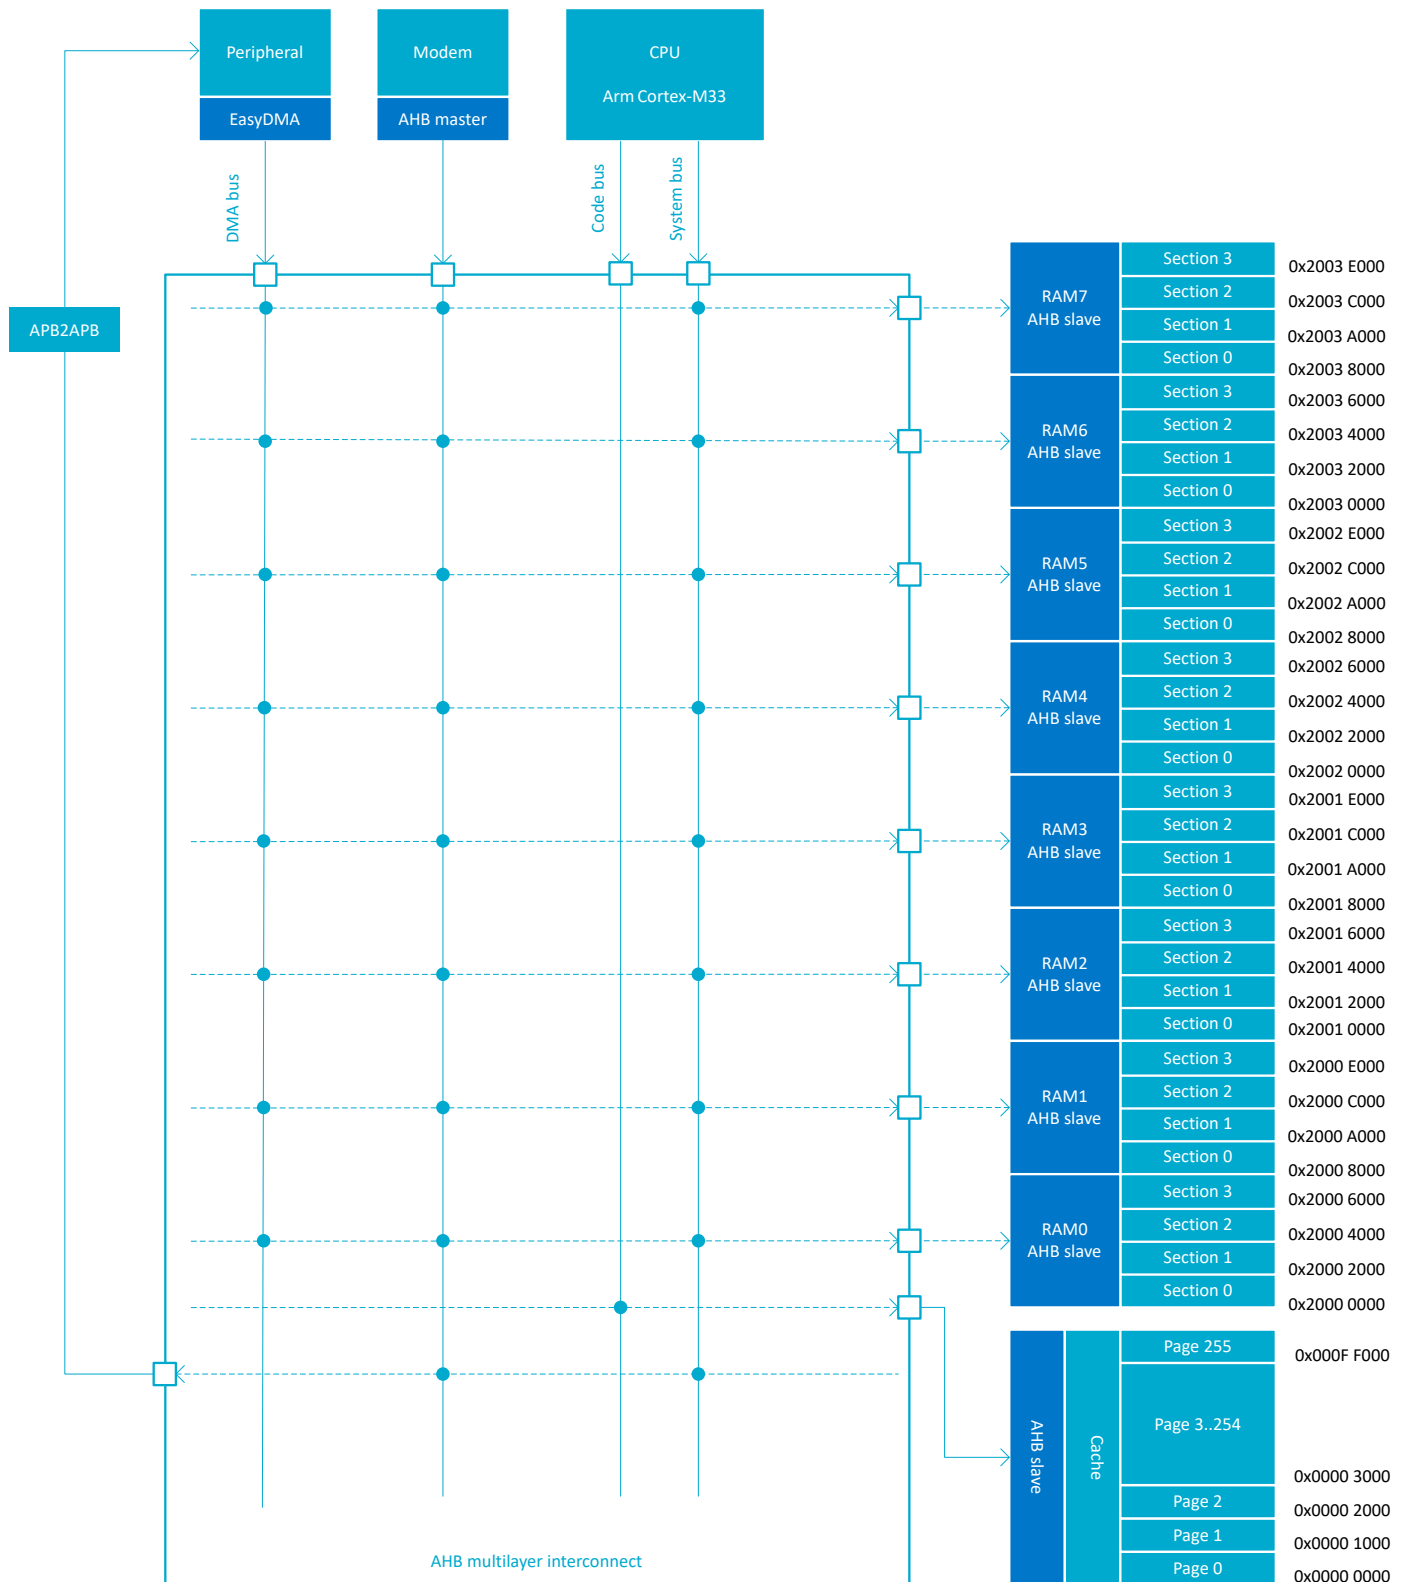 Peripheral
EasyDMA
Modem
AHB master
CPU
Arm Cortex-M33
DMA bus
Code bus
System bus
APB2APB
RAM7
AHB slave
Section 3
0x2003 E000
Section 2
0x2003 C000
Section 1
0x2003 A000
Section 0
0x2003 8000
RAM6
AHB slave
Section 3
0x2003 6000
Section 2
0x2003 4000
Section 1
0x2003 2000
Section 0
0x2003 0000
RAM5
AHB slave
Section 3
0x2002 E000
Section 2
0x2002 C000
Section 1
0x2002 A000
Section 0
0x2002 8000
RAM4
AHB slave
Section 3
0x2002 6000
Section 2
0x2002 4000
Section 1
0x2002 2000
Section 0
0x2002 0000
RAM3
AHB slave
Section 3
0x2001 E000
Section 2
0x2001 C000
Section 1
0x2001 A000
Section 0
0x2001 8000
RAM2
AHB slave
Section 3
0x2001 6000
Section 2
0x2001 4000
Section 1
0x2001 2000
Section 0
0x2001 0000
RAM1
AHB slave
Section 3
0x2000 E000
Section 2
0x2000 C000
Section 1
0x2000 A000
Section 0
0x2000 8000
RAM0
AHB slave
Section 3
0x2000 6000
Section 2
0x2000 4000
Section 1
0x2000 2000
Section 0
0x2000 0000
AHB slave
Cache
Page 255
0x000F F000
Page 3..254
0x0000 3000
Page 2
0x0000 2000
Page 1
0x0000 1000
Page 0
0x0000 0000
AHB multilayer interconnect